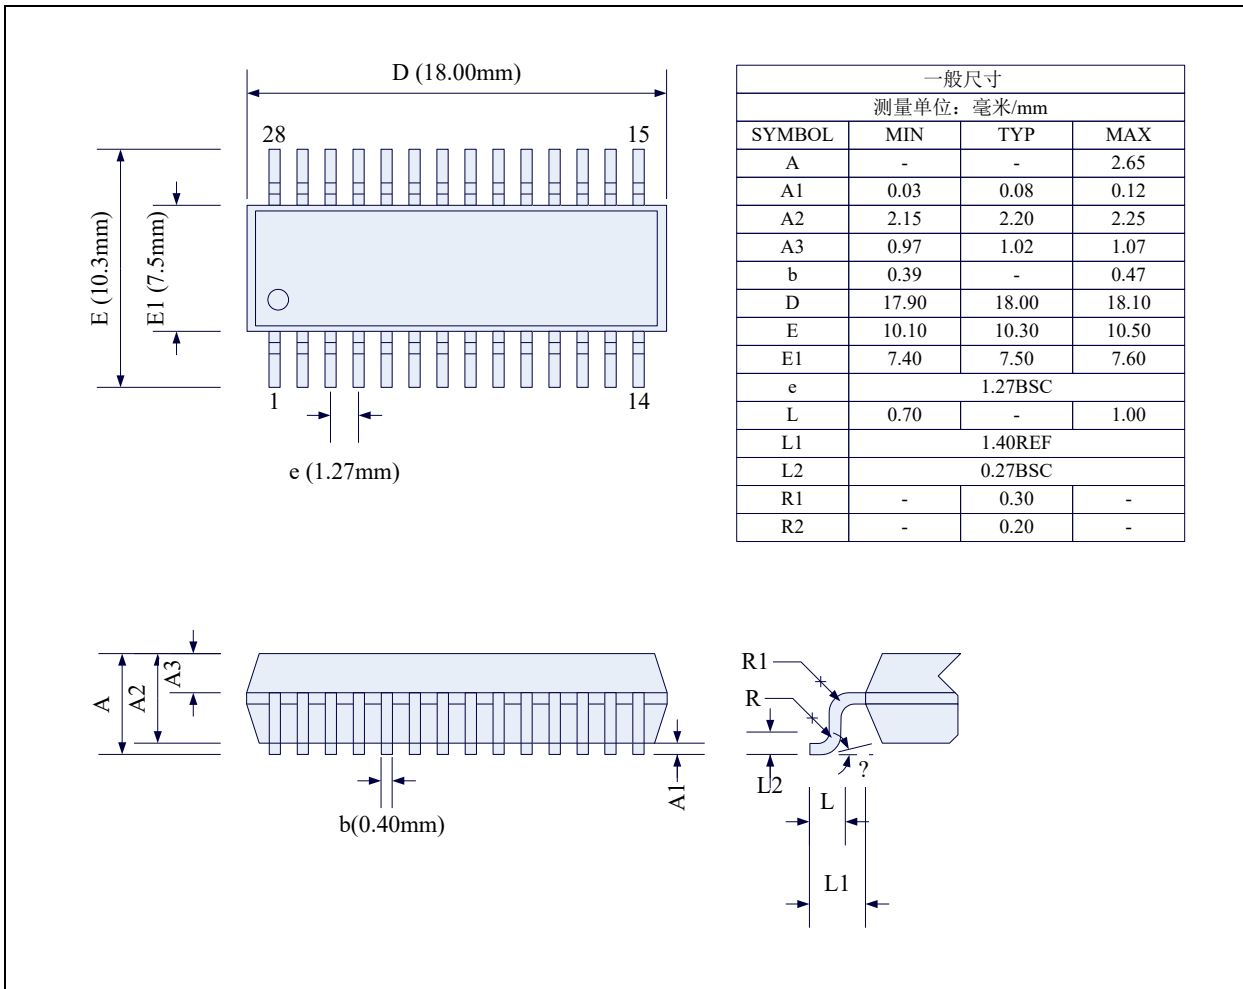 D (18.00mm)
28 15
E (10.3mm)
E1 (7.5mm)
1 14
e (1.27mm)
一般尺寸
测量单位：毫米/mm
SYMBOL MIN TYP MAX
A - - 2.65
A1 0.03 0.08 0.12
A2 2.15 2.20 2.25
A3 0.97 1.02 1.07
b 0.39 - 0.47
D 17.90 18.00 18.10
E 10.10 10.30 10.50
E1 7.40 7.50 7.60
e 1.27BSC
L 0.70 - 1.00
L1 1.40REF
L2 0.27BSC
R1 - 0.30 -
R2 - 0.20 -
A
A2
A3
A1
b(0.40mm)
R1
R
L2
?
L
L1